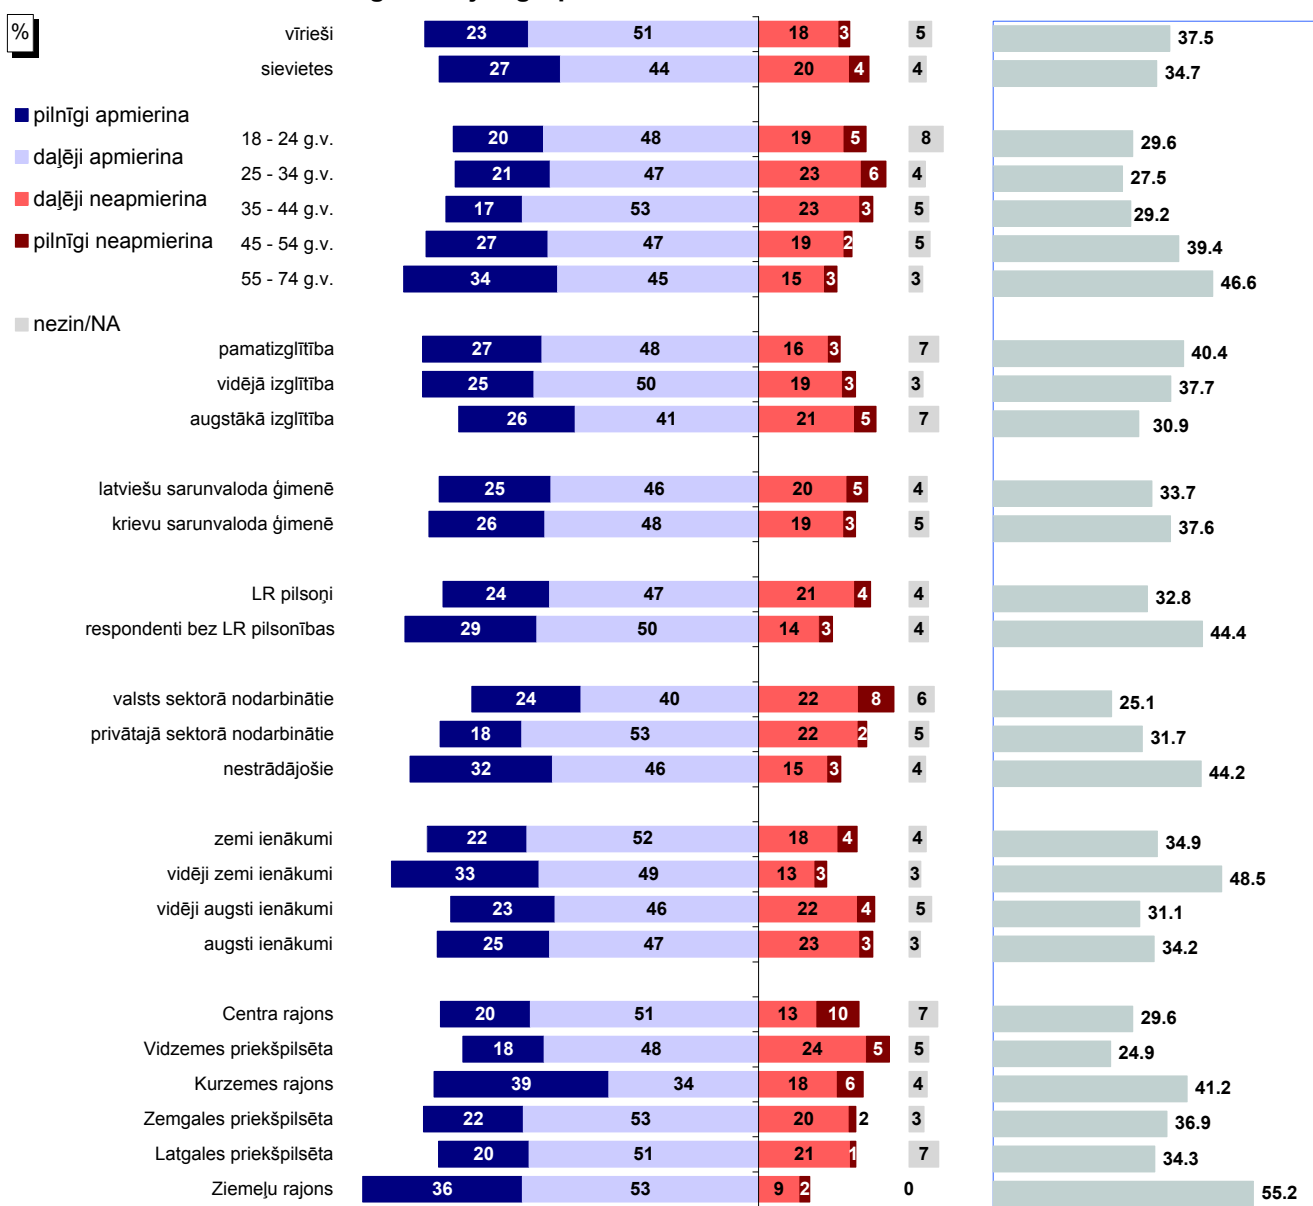 %
vīrieši 23 51 18 3 5 37.5
sievietes 27 44 20 4 4 34.7
pilnīgi apmierina
18 - 24 g.v. 20 48 19 5 8 29.6
daļēji apmierina
25 - 34 g.v. 21 47 23 6 4 27.5
daļēji neapmierina
35 - 44 g.v. 17 53 23 3 5 29.2
pilnīgi neapmierina
45 - 54 g.v. 27 47 19 2 5 39.4
55 - 74 g.v. 34 45 15 3 3 46.6
nezin/NA
pamatizglītība 27 48 16 3 7 40.4
vidējā izglītība 25 50 19 3 3 37.7
augstākā izglītība 26 41 21 5 7 30.9
latviešu sarunvaloda ģimenē 25 46 20 5 4 33.7
krievu sarunvaloda ģimenē 26 48 19 3 5 37.6
LR pilsoņi 24 47 21 4 4 32.8
respondenti bez LR pilsonības 29 50 14 3 4 44.4
valsts sektorā nodarbinātie 24 40 22 8 6 25.1
privātajā sektorā nodarbinātie 18 53 22 2 5 31.7
nestrādājošie 32 46 15 3 4 44.2
zemi ienākumi 22 52 18 4 4 34.9
vidēji zemi ienākumi 33 49 13 3 3 48.5
vidēji augsti ienākumi 23 46 22 4 5 31.1
augsti ienākumi 25 47 23 3 3 34.2
Centra rajons 20 51 13 10 7 29.6
Vidzemes priekšpilsēta 18 48 24 5 5 24.9
Kurzemes rajons 39 34 18 6 4 41.2
Zemgales priekšpilsēta 22 53 20 2 3 36.9
Latgales priekšpilsēta 20 51 21 1 7 34.3
Ziemeļu rajons 36 53 9 2 0 55.2